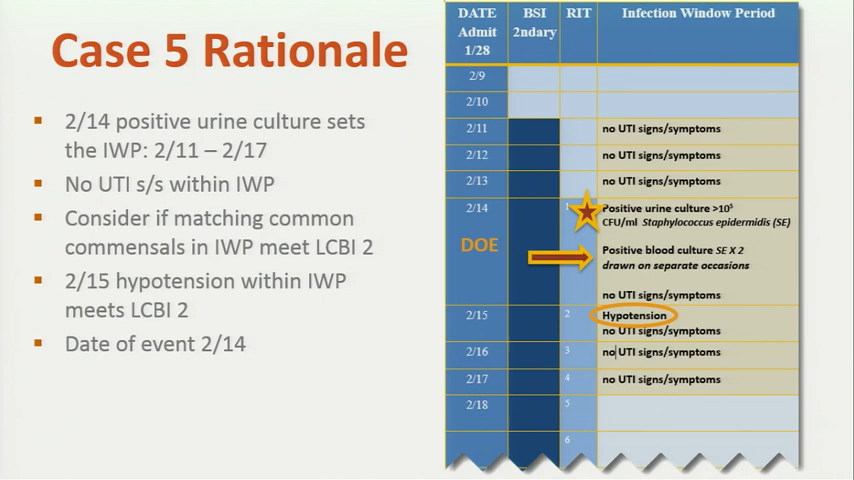 Case 5 Rationale
▪ 2/14 positive urine culture sets
the IWP: 2/11 – 2/17
▪ No UTI s/s within IWP
▪ Consider if matching common
commensals in IWP meet LCBI 2
▪ 2/15 hypotension within IWP
meets LCBI 2
▪ Date of event 2/14
DATE BSI RIT Infection Window Period
Admit 2ndary
1/28
2/9
2/10
2/11 no UTI signs/symptoms
2/12 no UTI signs/symptoms
2/13 no UTI signs/symptoms
2/14 1 Positive urine culture >10⁵
CFU/ml Staphylococcus epidermidis (SE)
DOE Positive blood culture SE X 2
drawn on separate occasions
no UTI signs/symptoms
2/15 2 Hypotension
no UTI signs/symptoms
2/16 3 no UTI signs/symptoms
2/17 4 no UTI signs/symptoms
2/18 5
6